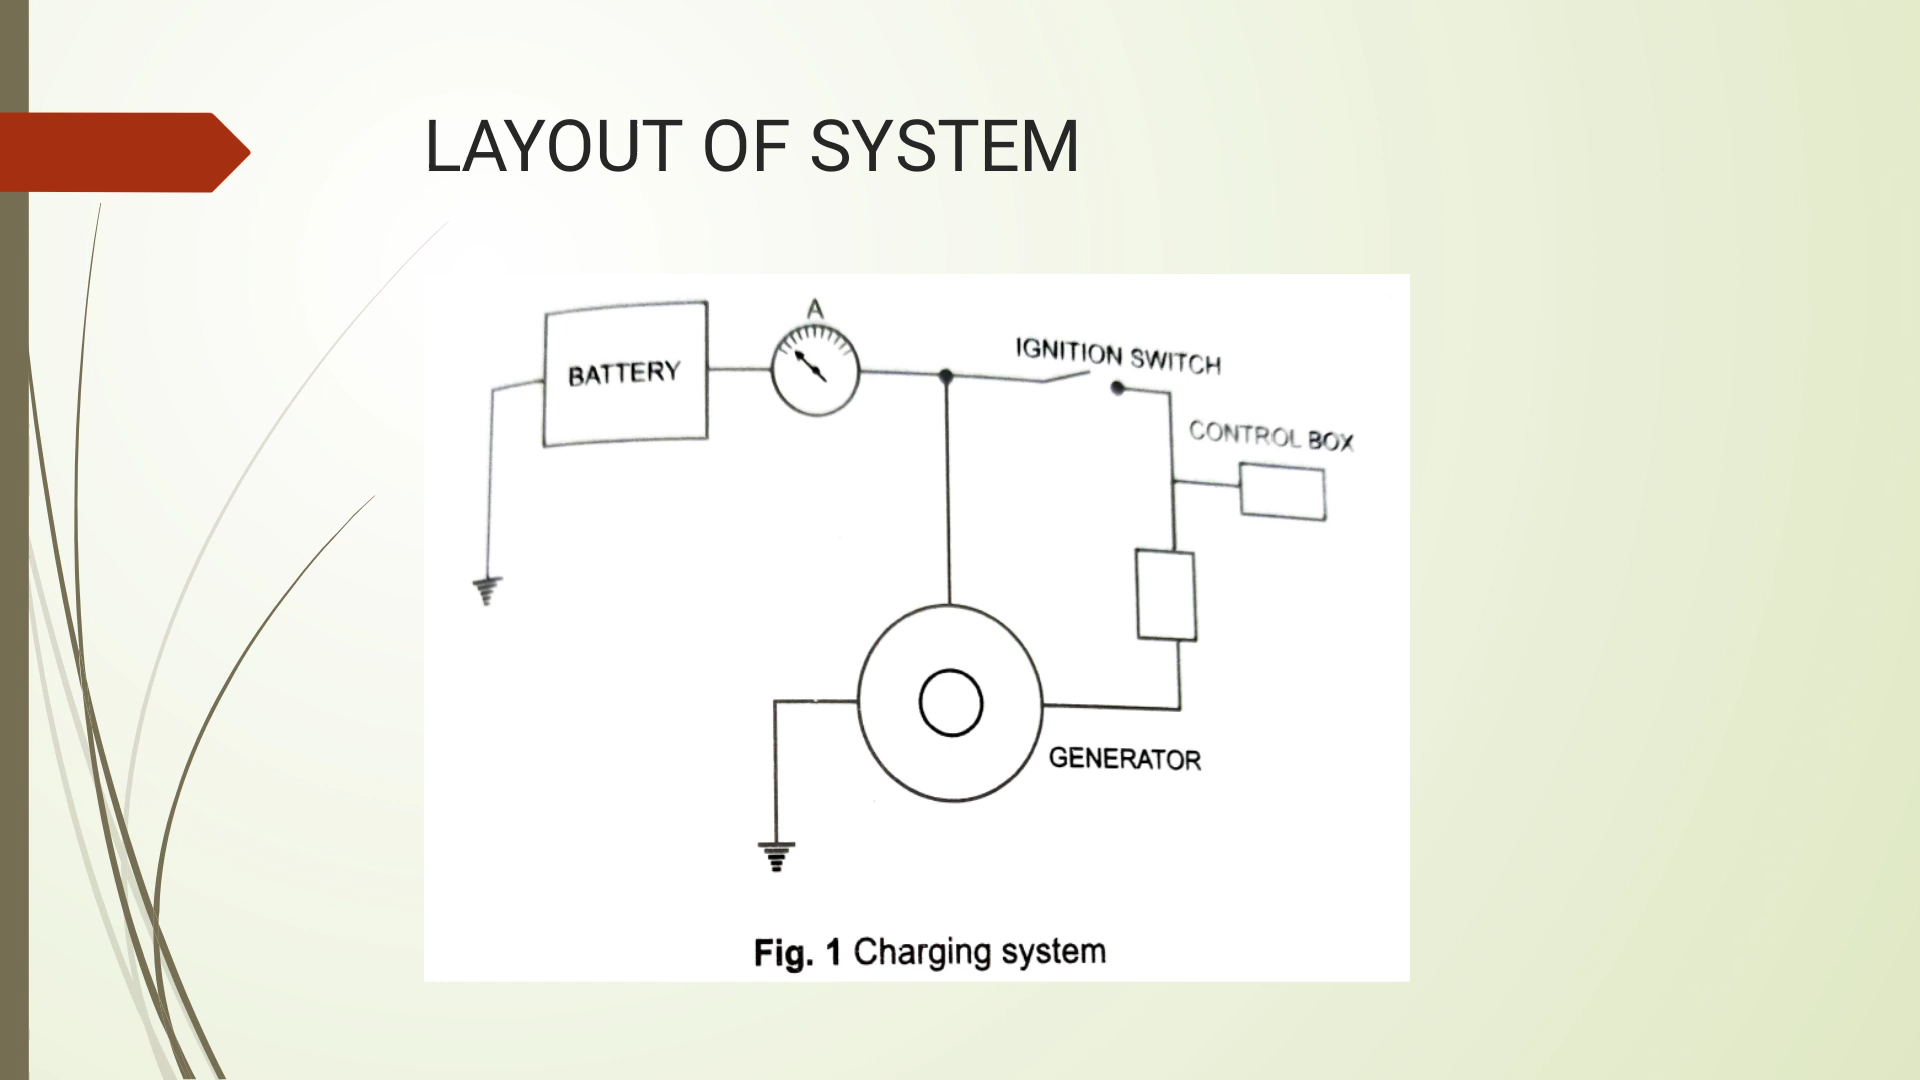 LAYOUT OF SYSTEM
A
IGNITION SWITCH
BATTERY
CONTROL BOX
GENERATOR
Fig. 1 Charging system